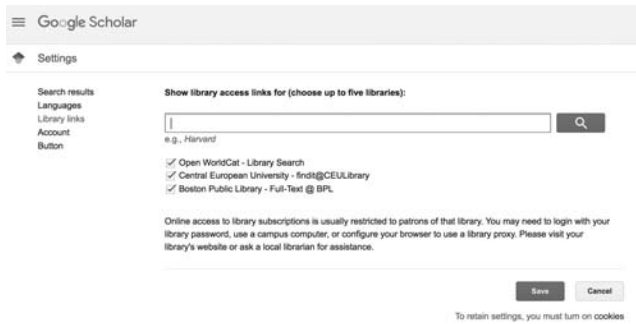 Google Scholar
Settings
Search results
Languages
Library links
Account
Button
Show library access links for (choose up to five libraries):
e.g., Harvard
Open WorldCat - Library Search
Central European University - findit@CEULibrary
Boston Public Library - Full-Text @ BPL
Online access to library subscriptions is usually restricted to patrons of that library. You may need to login with your
library password, use a campus computer, or configure your browser to use a library proxy. Please visit your
library's website or ask a local librarian for assistance.
Save
Cancel
To retain settings, you must turn on cookies